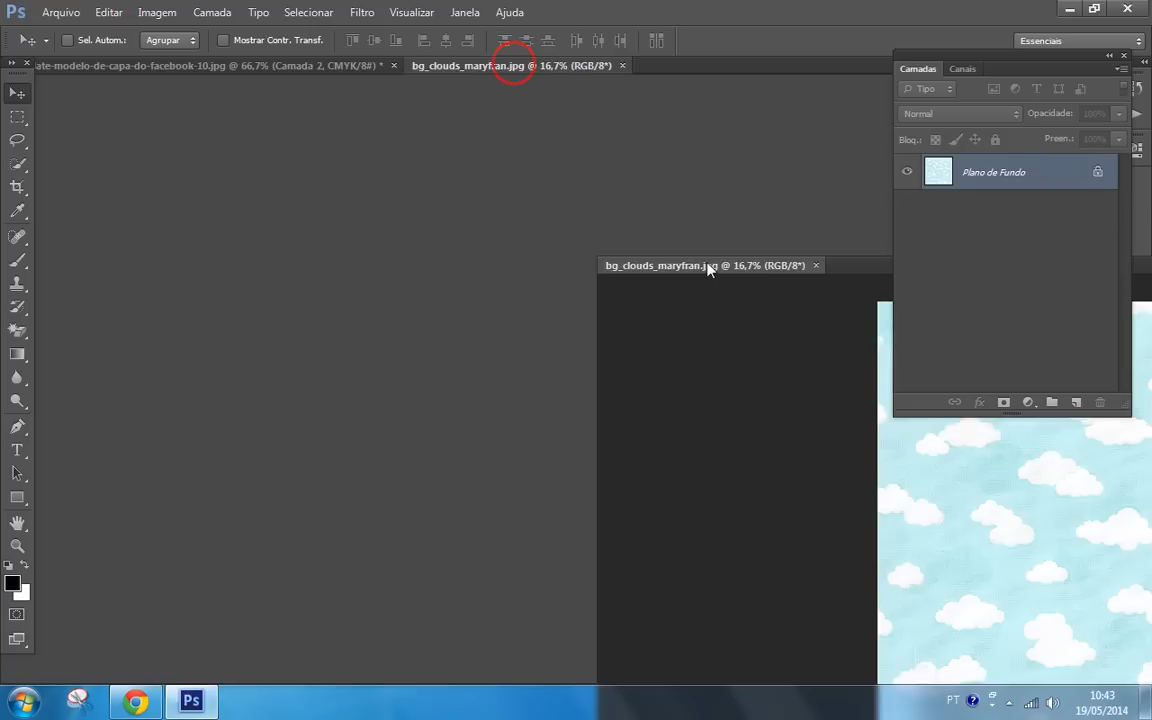 Ps Arquivo Editar Imagem Camada Tipo Selecionar Filtro Visualizar Janela Ajuda
Sel. Autom.: Agrupar Mostrar Contr. Transf. Essenciais
ate-modelo-de-capa-do-facebook-10.jpg @ 66,7% (Camada 2, CMYK/8#) * × bg_clouds_maryfran.jpg @ 16,7% (RGB/8*) ×
Camadas Canais
Tipo
Normal Opacidade: 100%
Bloq.: Preen.: 100%
Plano de Fundo
bg_clouds_maryfran.jpg @ 16,7% (RGB/8*) ×
T
Ps
PT
10:43
19/05/2014